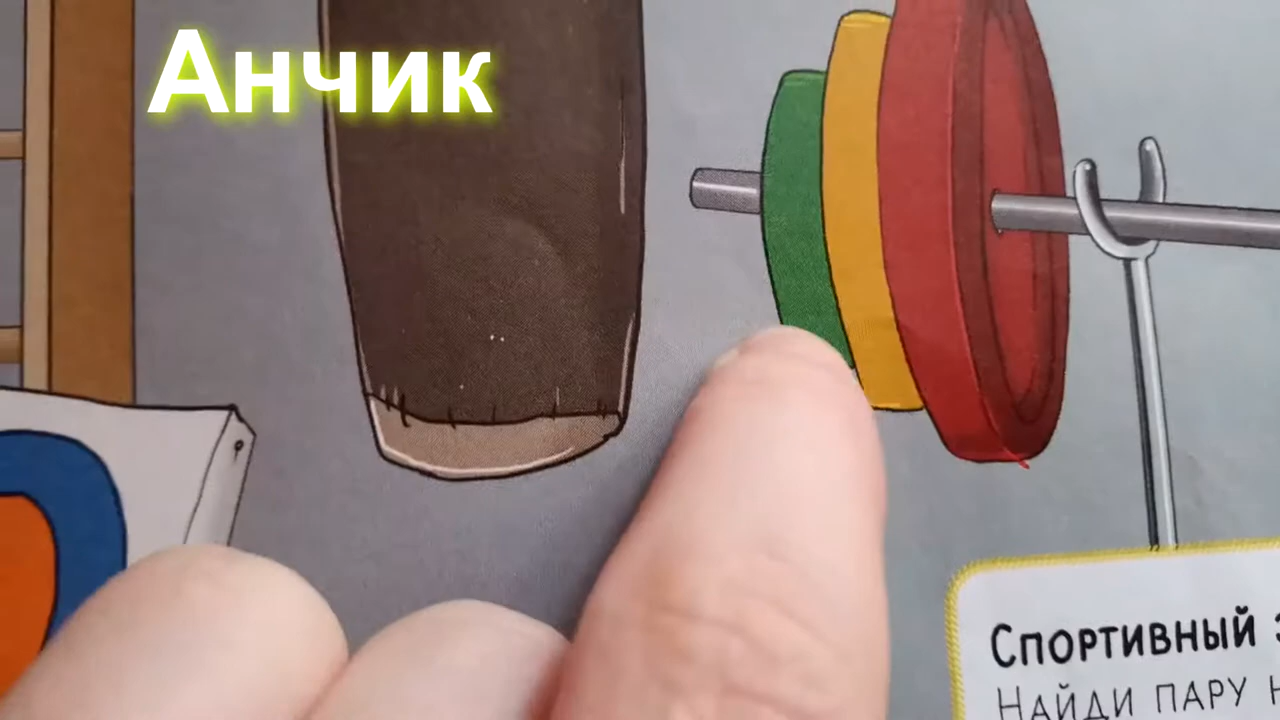 Анчик
Спортивный
Найди пару